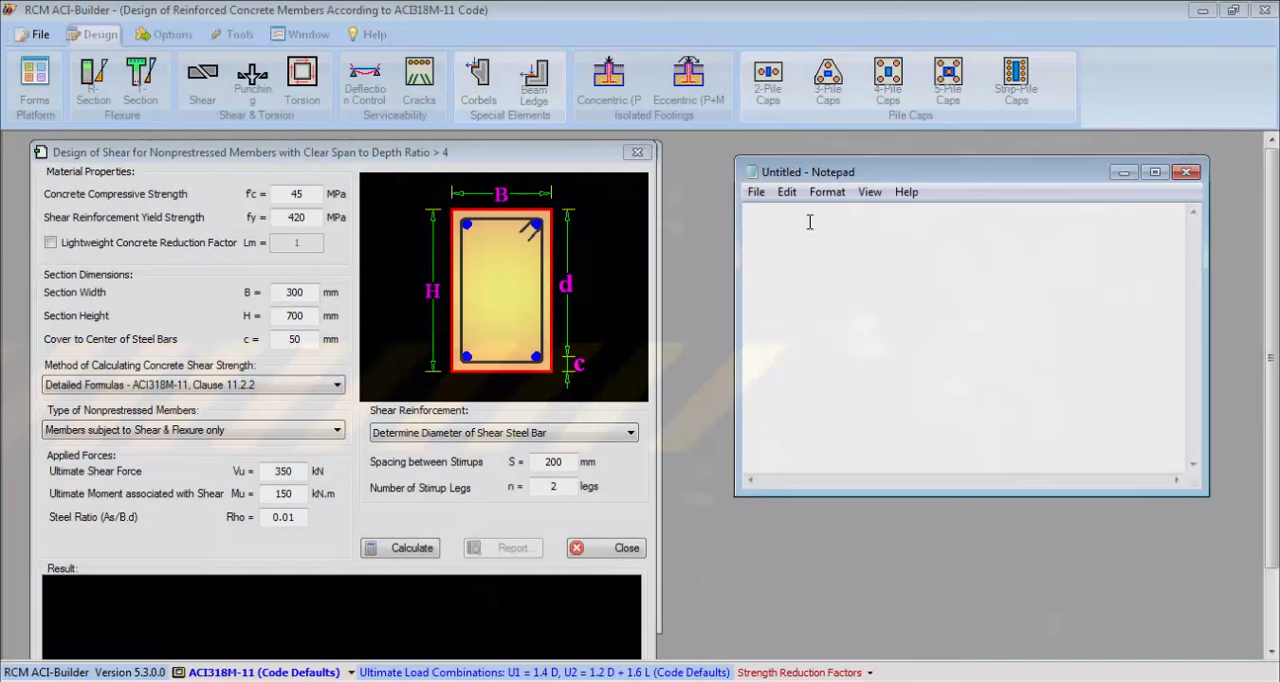 RCM ACI-Builder - (Design of Reinforced Concrete Members According to ACI318M-11 Code)
File Design Options Tools Window Help
Forms
R-Section
T-Section
Shear
Punching
Torsion
Deflection Control
Cracks
Corbels
Beam Ledge
Concentric (P
Eccentric (P+M
2-Pile Caps
3-Pile Caps
4-Pile Caps
5-Pile Caps
Strip-Pile Caps
Platform Flexure Shear & Torsion Serviceability Special Elements Isolated Footings Pile Caps
Design of Shear for Nonprestressed Members with Clear Span to Depth Ratio > 4
Material Properties:
Concrete Compressive Strength f'c = 45 MPa
Shear Reinforcement Yield Strength fy = 420 MPa
Lightweight Concrete Reduction Factor Lm = 1
Section Dimensions:
Section Width B = 300 mm
Section Height H = 700 mm
Cover to Center of Steel Bars c = 50 mm
Method of Calculating Concrete Shear Strength:
Detailed Formulas - ACI318M-11, Clause 11.2.2
Type of Nonprestressed Members:
Members subject to Shear & Flexure only
Applied Forces:
Ultimate Shear Force Vu = 350 kN
Ultimate Moment associated with Shear Mu = 150 kN.m
Steel Ratio (As/B.d) Rho = 0.01
B
H
d
c
Shear Reinforcement:
Determine Diameter of Shear Steel Bar
Spacing between Stirrups S = 200 mm
Number of Stirrup Legs n = 2 legs
Calculate Report... Close
Result:
Untitled - Notepad
File Edit Format View Help
RCM ACI-Builder Version 5.3.0.0 ACI318M-11 (Code Defaults) Ultimate Load Combinations: U1 = 1.4 D, U2 = 1.2 D + 1.6 L (Code Defaults) Strength Reduction Factors